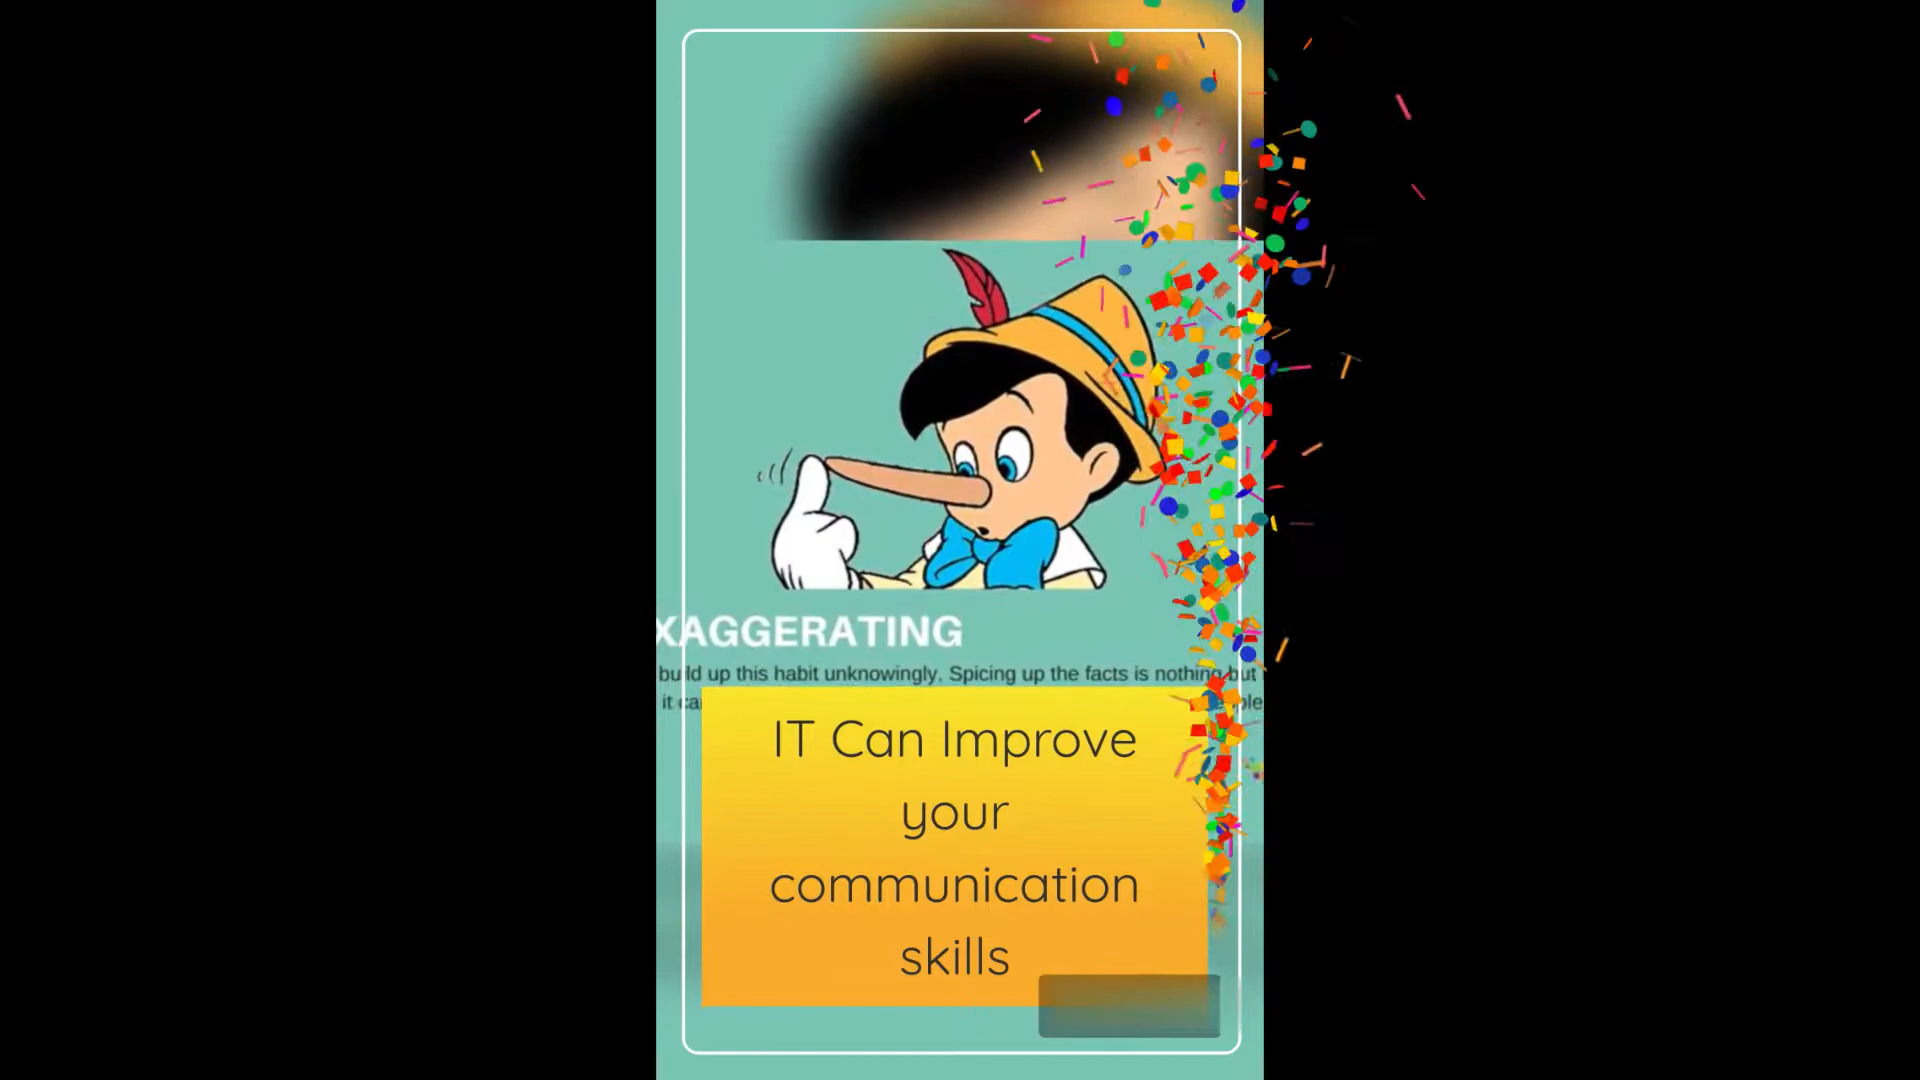 XAGGERATING
build up this habit unknowingly. Spicing up the facts is nothing but
it
IT Can Improve
your
communication
skills